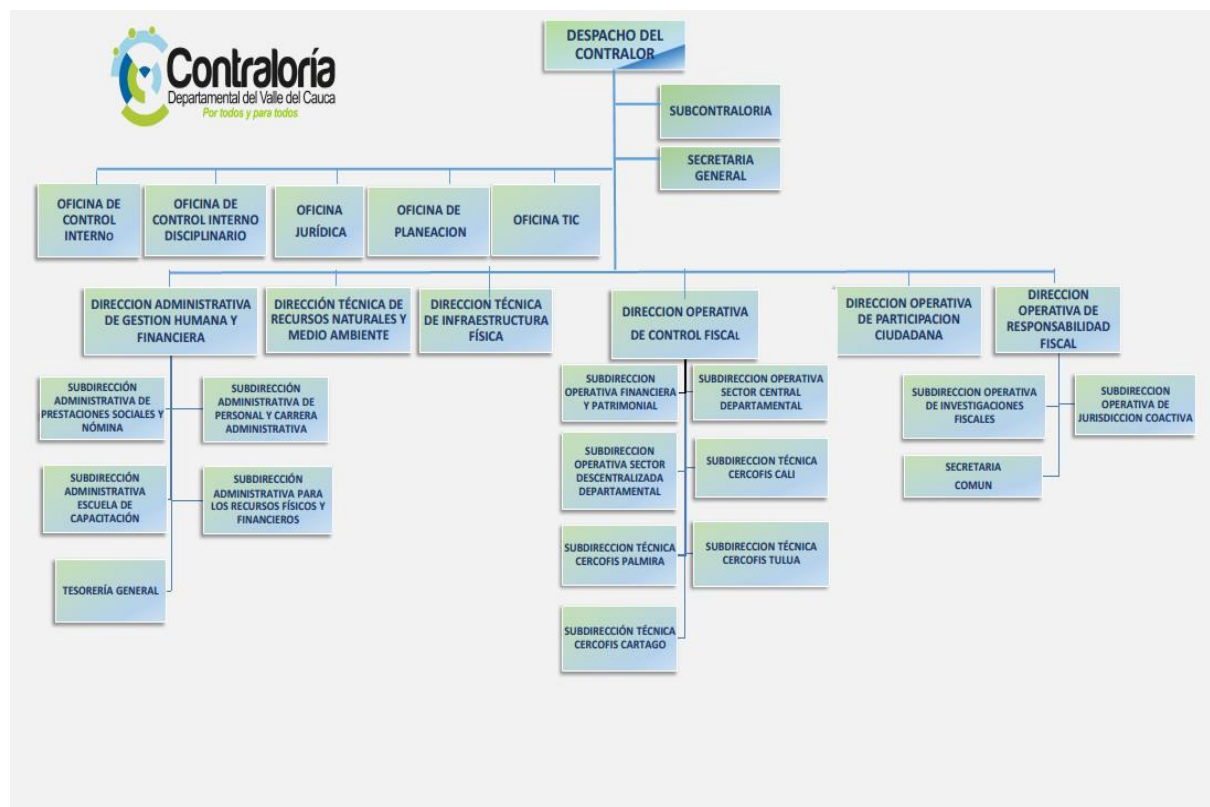 Contraloría
Departamental del Valle del Cauca
Por todos y para todos
DESPACHO DEL
CONTRALOR
SUBCONTRALORIA
SECRETARIA
GENERAL
OFICINA DE
CONTROL
INTERNO
OFICINA DE
CONTROL INTERNO
DISCIPLINARIO
OFICINA
JURÍDICA
OFICINA DE
PLANEACION
OFICINA TIC
DIRECCION ADMINISTRATIVA
DE GESTION HUMANA Y
FINANCIERA
DIRECCIÓN TÉCNICA DE
RECURSOS NATURALES Y
MEDIO AMBIENTE
DIRECCION TÉCNICA
DE INFRAESTRUCTURA
FÍSICA
DIRECCION OPERATIVA
DE CONTROL FISCAL
DIRECCION OPERATIVA
DE PARTICIPACION
CIUDADANA
DIRECCION
OPERATIVA DE
RESPONSABILIDAD
FISCAL
SUBDIRECCIÓN
ADMINISTRATIVA DE
PRESTACIONES SOCIALES Y
NÓMINA
SUBDIRECCIÓN
ADMINISTRATIVA DE
PERSONAL Y CARRERA
ADMINISTRATIVA
SUBDIRECCIÓN
ADMINISTRATIVA
ESCUELA DE
CAPACITACIÓN
SUBDIRECCIÓN
ADMINISTRATIVA PARA
LOS RECURSOS FÍSICOS Y
FINANCIEROS
TESORERÍA GENERAL
SUBDIRECCION
OPERATIVA FINANCIERA
Y PATRIMONIAL
SUBDIRECCION OPERATIVA
SECTOR CENTRAL
DEPARTAMENTAL
SUBDIRECCION
OPERATIVA SECTOR
DESCENTRALIZADA
DEPARTAMENTAL
SUBDIRECCION TÉCNICA
CERCOFIS CALI
SUBDIRECCION TÉCNICA
CERCOFIS PALMIRA
SUBDIRECCION TÉCNICA
CERCOFIS TULUA
SUBDIRECCIÓN TÉCNICA
CERCOFIS CARTAGO
SUBDIRECCION OPERATIVA
DE INVESTIGACIONES
FISCALES
SUBDIRECCION
OPERATIVA DE
JURISDICCION COACTIVA
SECRETARIA
COMUN